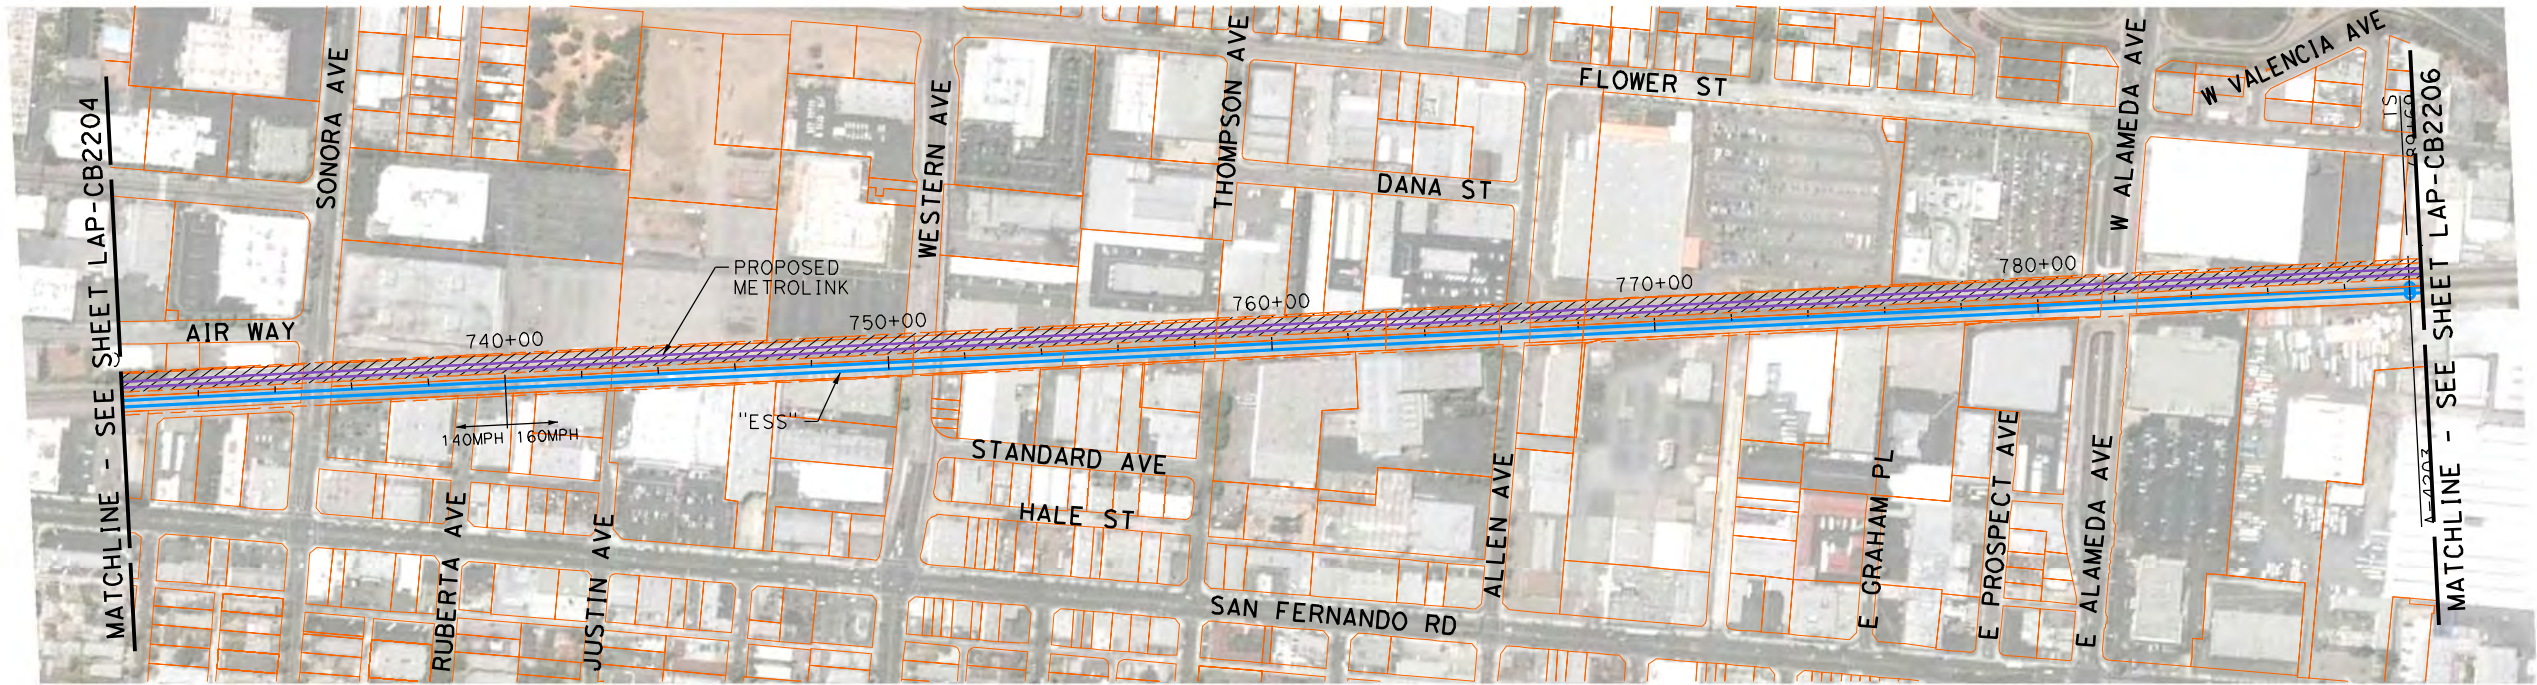 MATCHLINE - SEE SHEET LAP-CB2204
SONORA AVE
AIR WAY
WESTERN AVE
THOMPSON AVE
FLOWER ST
DANA ST
W ALAMEDA AVE
W VALENCIA AVE
TS
MATCHLINE - SEE SHEET LAP-CB2206
PROPOSED
METROLINK
740+00
750+00
760+00
770+00
780+00
140MPH 160MPH
"ESS"
STANDARD AVE
HALE ST
RUBERTA AVE
JUSTIN AVE
SAN FERNANDO RD
ALLEN AVE
E GRAHAM PL
E PROSPECT AVE
E ALAMEDA AVE